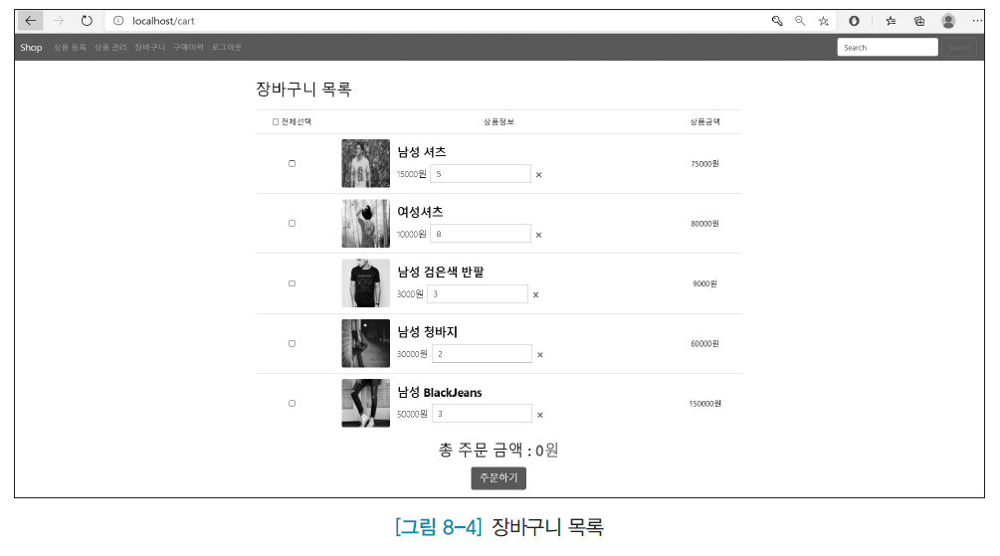 localhost/cart
Shop 상품 등록 상품 관리 장바구니 구매이력 로그아웃 Search Search
장바구니 목록
전체선택 상품정보 상품금액
남성 셔츠
15000원 5 × 75000원
여성셔츠
10000원 8 × 80000원
남성 검은색 반팔
3000원 3 × 9000원
남성 청바지
30000원 2 × 60000원
남성 BlackJeans
50000원 3 × 150000원
총 주문 금액 : 0원
주문하기
[그림 8-4] 장바구니 목록